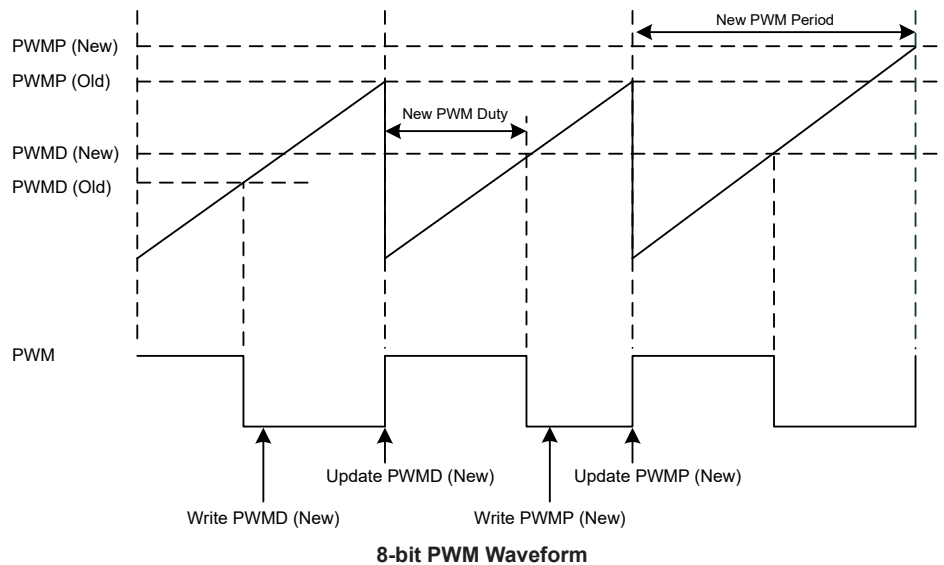 New PWM Period
PWMP (New)
PWMP (Old)
New PWM Duty
PWMD (New)
PWMD (Old)
PWM
Update PWMD (New)
Update PWMP (New)
Write PWMD (New)
Write PWMP (New)
8-bit PWM Waveform